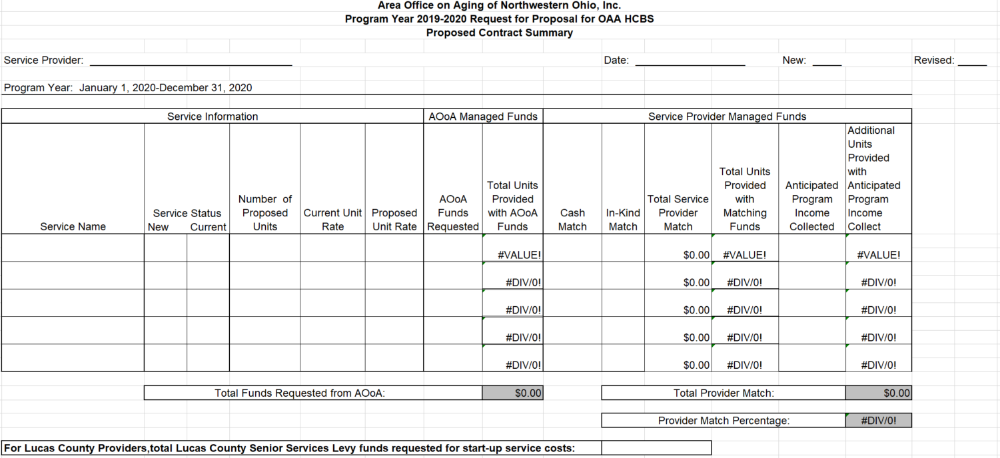 Area Office on Aging of Northwestern Ohio, Inc.
Program Year 2019-2020 Request for Proposal for OAA HCBS
Proposed Contract Summary
Service Provider: Date: New: Revised:
Program Year: January 1, 2020-December 31, 2020
Service Information AOoA Managed Funds Service Provider Managed Funds
Service Name
Service Status
New Current
Number of
Proposed
Units
Current Unit
Rate
Proposed
Unit Rate
AOoA
Funds
Requested
Total Units
Provided
with AOoA
Funds
Cash
Match
In-Kind
Match
Total Service
Provider
Match
Total Units
Provided
with
Matching
Funds
Anticipated
Program
Income
Collected
Additional
Units
Provided
with
Anticipated
Program
Income
Collect
#VALUE! $0.00 #VALUE! #VALUE!
#DIV/0! $0.00 #DIV/0! #DIV/0!
#DIV/0! $0.00 #DIV/0! #DIV/0!
#DIV/0! $0.00 #DIV/0! #DIV/0!
#DIV/0! $0.00 #DIV/0! #DIV/0!
Total Funds Requested from AOoA: $0.00 Total Provider Match: $0.00
Provider Match Percentage: #DIV/0!
For Lucas County Providers,total Lucas County Senior Services Levy funds requested for start-up service costs: